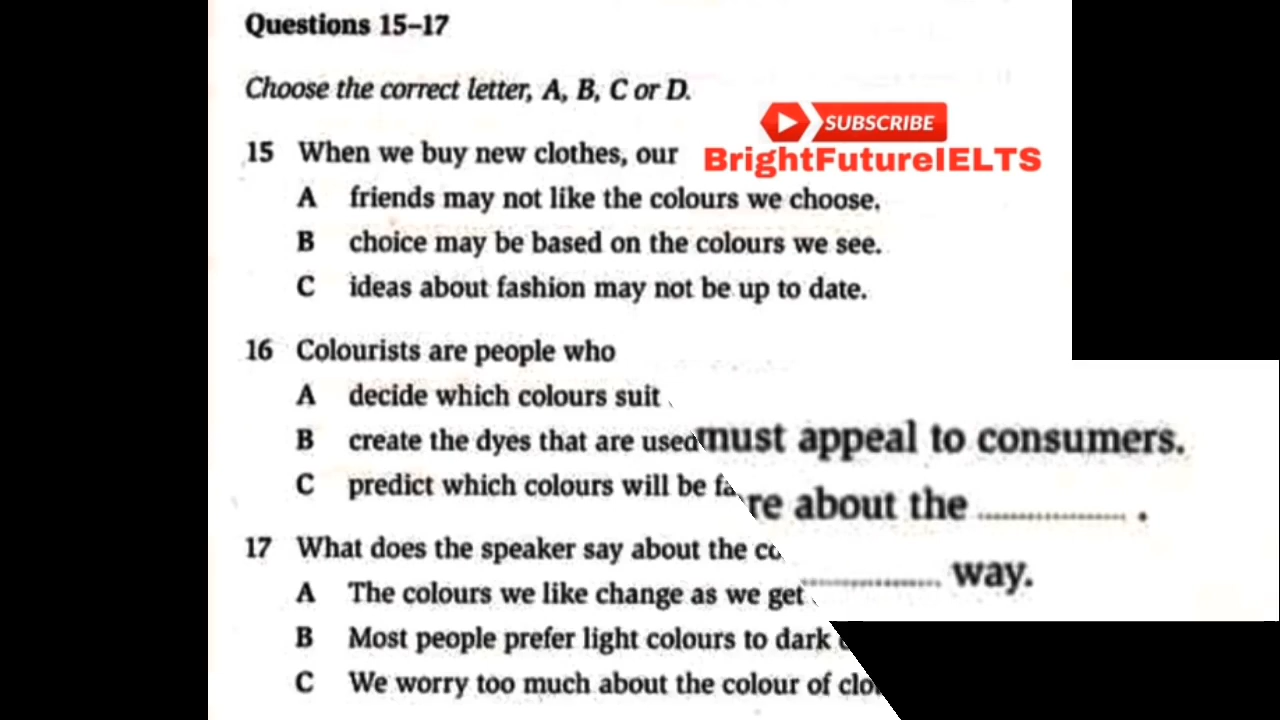 Questions 15–17
Choose the correct letter, A, B, C or D.
SUBSCRIBE
15 When we buy new clothes, our
BrightFutureIELTS
A friends may not like the colours we choose.
B choice may be based on the colours we see.
C ideas about fashion may not be up to date.
16 Colourists are people who
A decide which colours suit
B create the dyes that are used
must appeal to consumers.
C predict which colours will be
re about the .................. .
17 What does the speaker say about the
.................. way.
A The colours we like change as we get
B Most people prefer light colours to dark
C We worry too much about the colour of